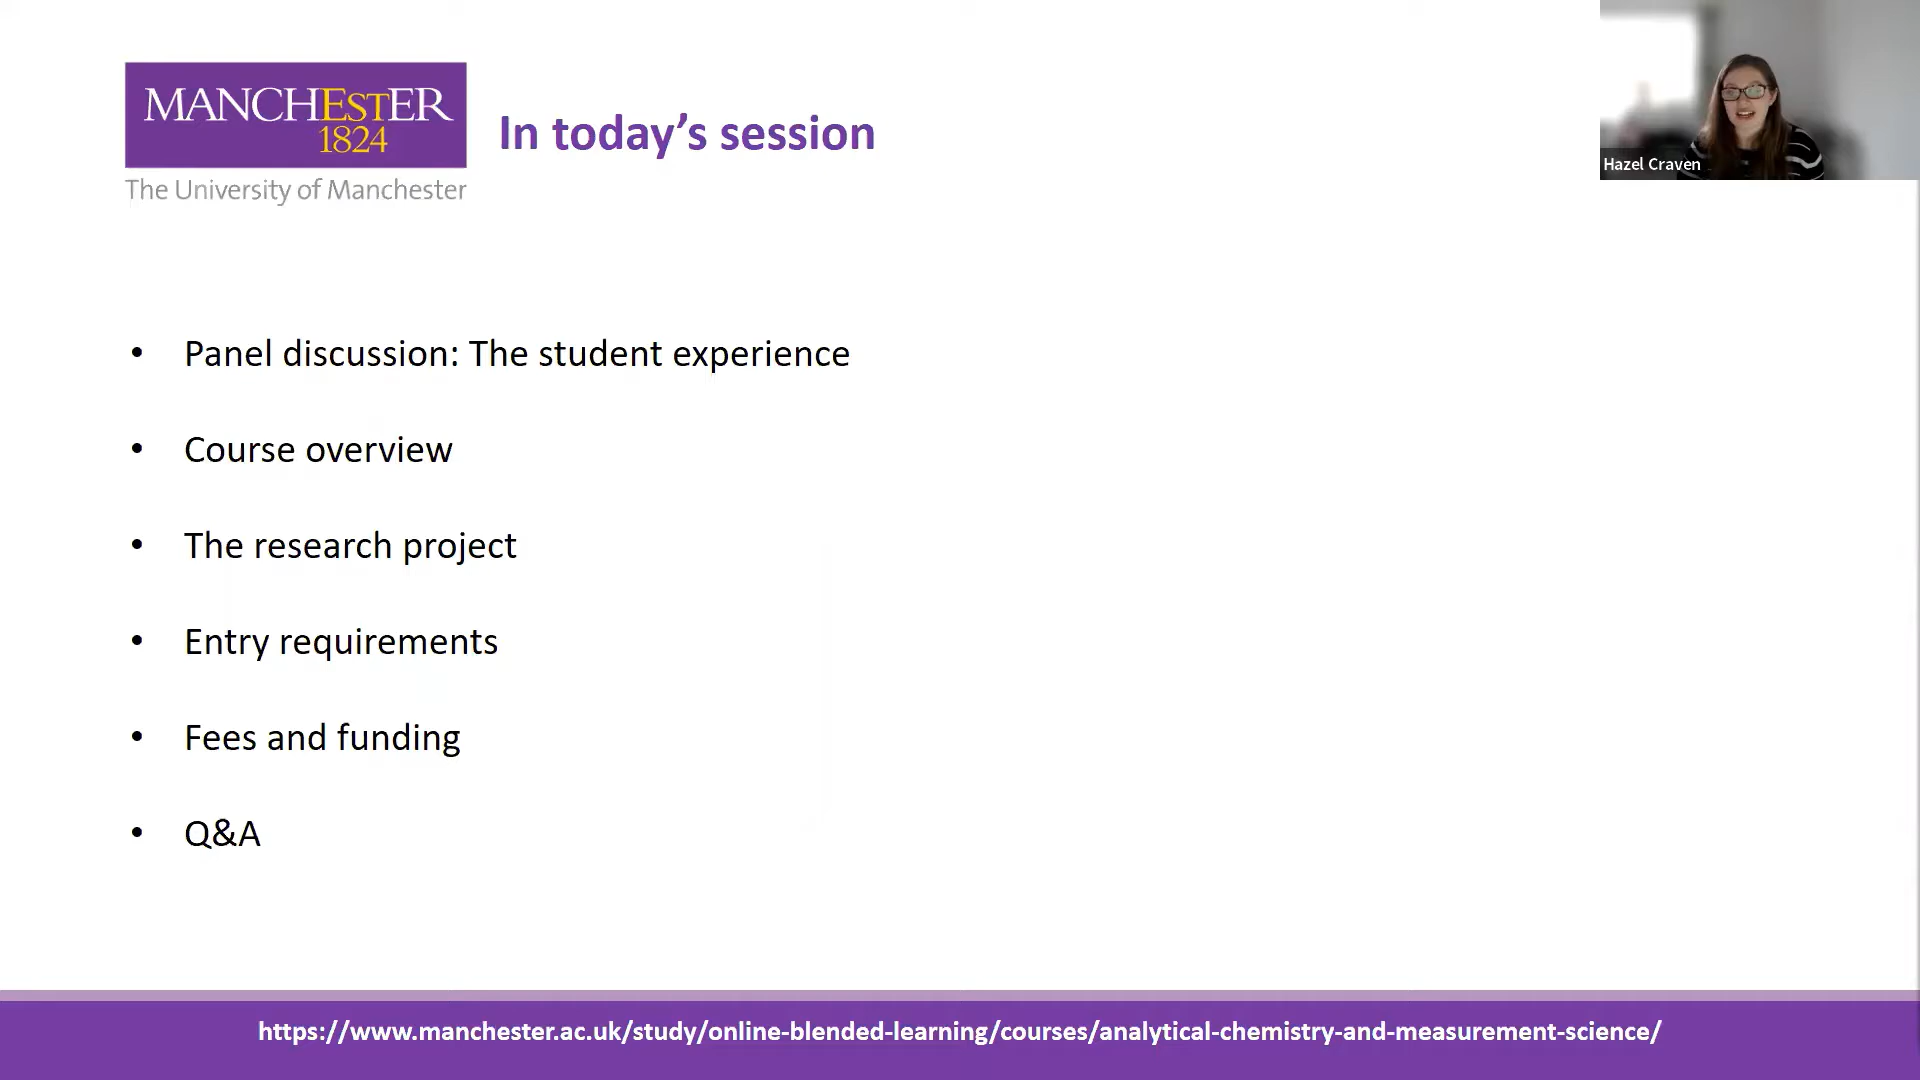 MANCHEStER
1824
The University of Manchester
In today’s session
Hazel Craven
• Panel discussion: The student experience
• Course overview
• The research project
• Entry requirements
• Fees and funding
• Q&A
https://www.manchester.ac.uk/study/online-blended-learning/courses/analytical-chemistry-and-measurement-science/